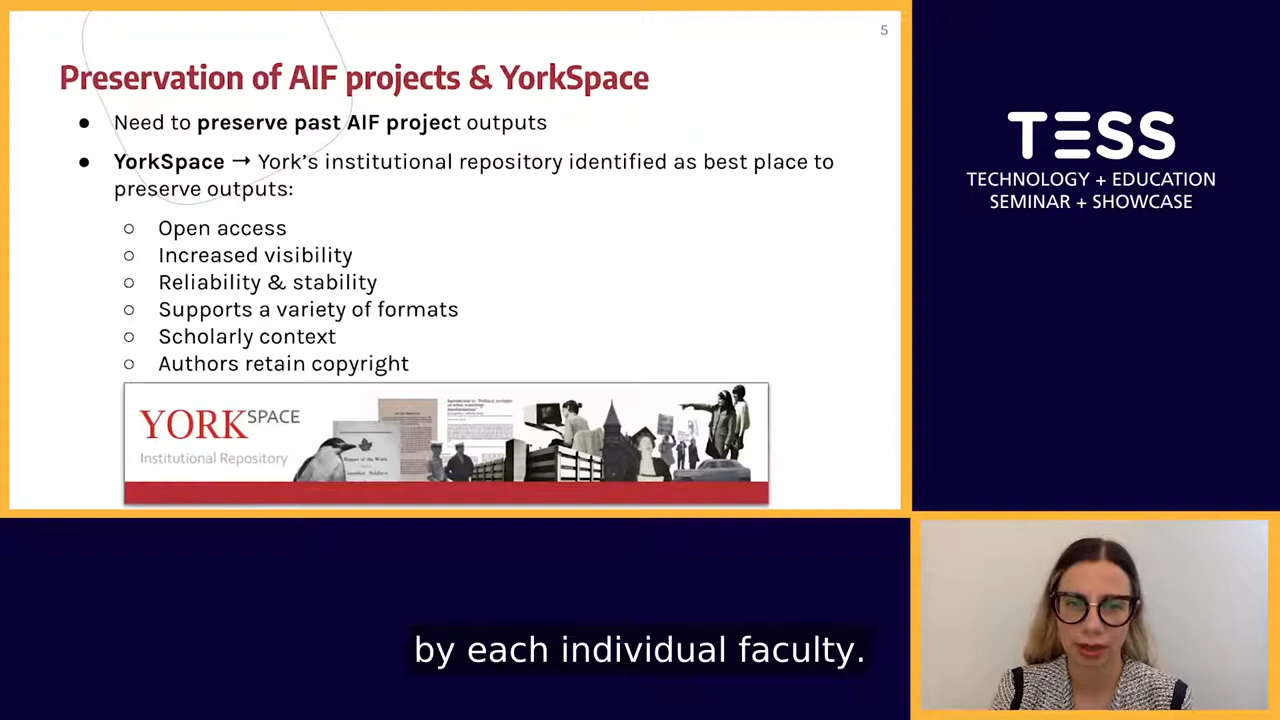 5
Preservation of AIF projects & YorkSpace
● Need to preserve past AIF project outputs
● YorkSpace → York's institutional repository identified as best place to
preserve outputs:
○ Open access
○ Increased visibility
○ Reliability & stability
○ Supports a variety of formats
○ Scholarly context
○ Authors retain copyright
YORKSPACE
Institutional Repository
TESS
TECHNOLOGY + EDUCATION
SEMINAR + SHOWCASE
by each individual faculty.